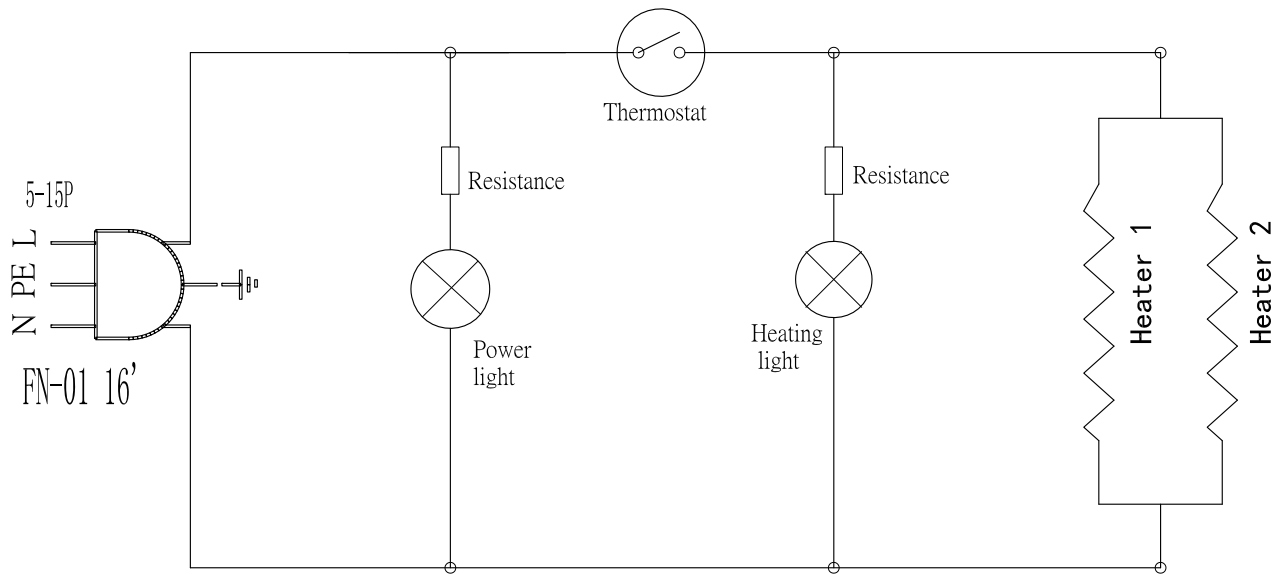 Thermostat
Resistance
Resistance
5-15P
L
PE
N
FN-01 16'
Power
light
Heating
light
Heater 1
Heater 2